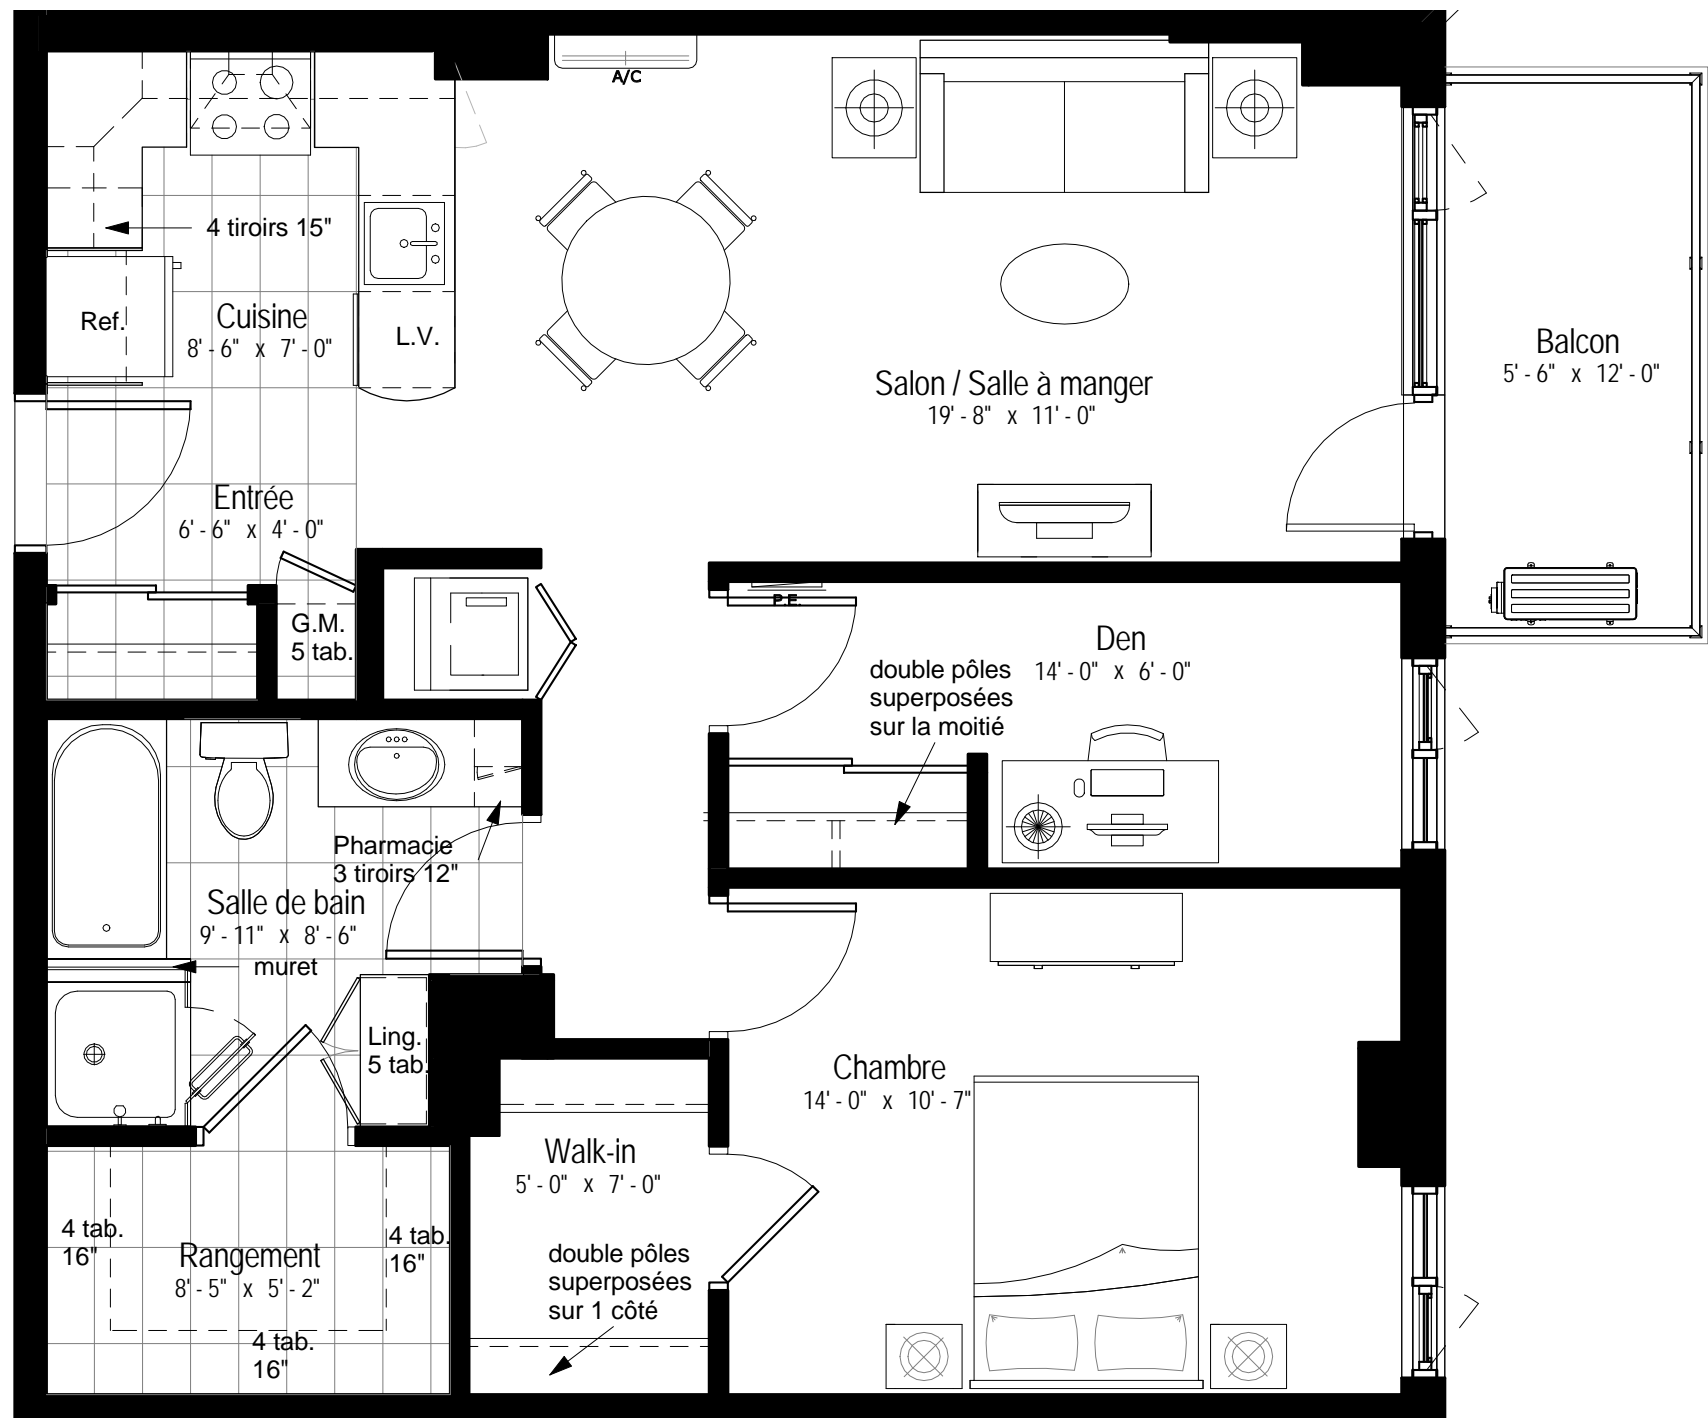 A/C
4 tiroirs 15"
Ref.
Cuisine
8' - 6" x 7' - 0"
L.V.
Salon / Salle à manger
19' - 8" x 11' - 0"
Balcon
5' - 6" x 12' - 0"
Entrée
6' - 6" x 4' - 0"
G.M.
5 tab.
P.E.
Den
14' - 0" x 6' - 0"
double pôles
superposées
sur la moitié
Pharmacie
3 tiroirs 12"
Salle de bain
9' - 11" x 8' - 6"
muret
Ling.
5 tab.
Chambre
14' - 0" x 10' - 7"
Walk-in
5' - 0" x 7' - 0"
double pôles
superposées
sur 1 côté
4 tab.
16"
Rangement
8' - 5" x 5' - 2"
4 tab.
16"
4 tab.
16"